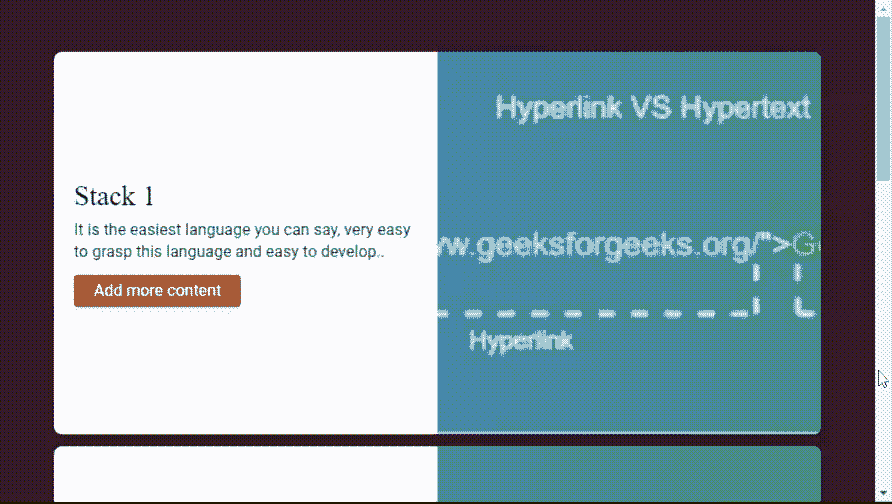 Hyperlink VS Hypertext
Stack 1
It is the easiest language you can say, very easy
to grasp this language and easy to develop..
ww.geeksforgeeks.org/">G
Add more content
Hyperlink